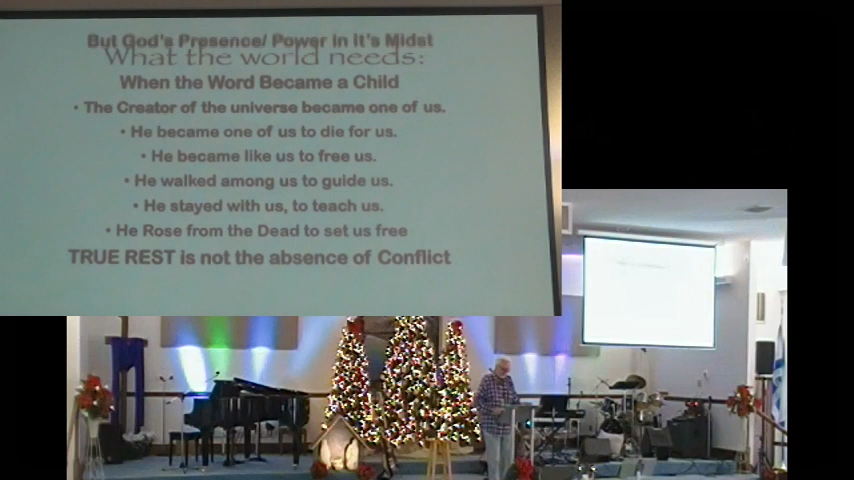 But God's Presence/ Power In It's Midst
What the world needs:
When the Word Became a Child
• The Creator of the universe became one of us.
• He became one of us to die for us.
• He became like us to free us.
• He walked among us to guide us.
• He stayed with us, to teach us.
• He Rose from the Dead to set us free
TRUE REST is not the absence of Conflict